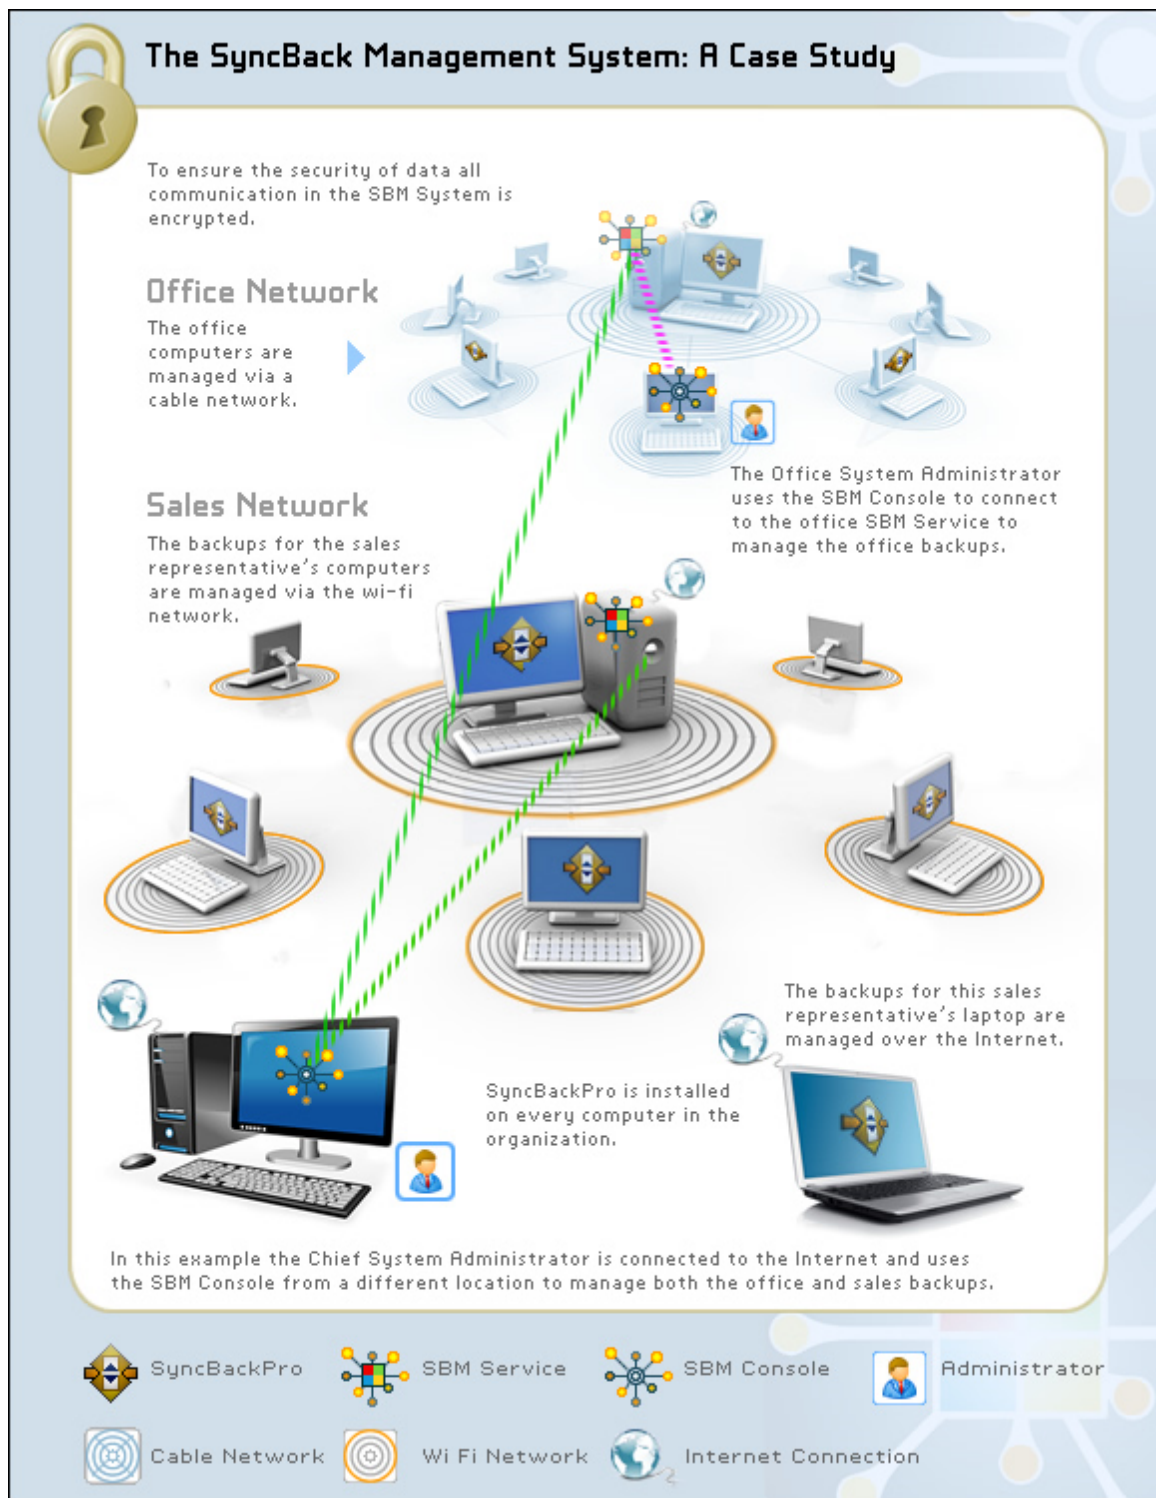 The SyncBack Management System: A Case Study
To ensure the security of data all
communication in the SBM System is
encrypted.
Office Network
The office
computers are
managed via a
cable network.
The Office System Administrator
uses the SBM Console to connect
to the office SBM Service to
manage the office backups.
Sales Network
The backups for the sales
representative's computers
are managed via the wi-fi
network.
The backups for this sales
representative's laptop are
managed over the Internet.
SyncBackPro is installed
on every computer in the
organization.
In this example the Chief System Administrator is connected to the Internet and uses
the SBM Console from a different location to manage both the office and sales backups.
SyncBackPro
SBM Service
SBM Console
Administrator
Cable Network
Wi Fi Network
Internet Connection